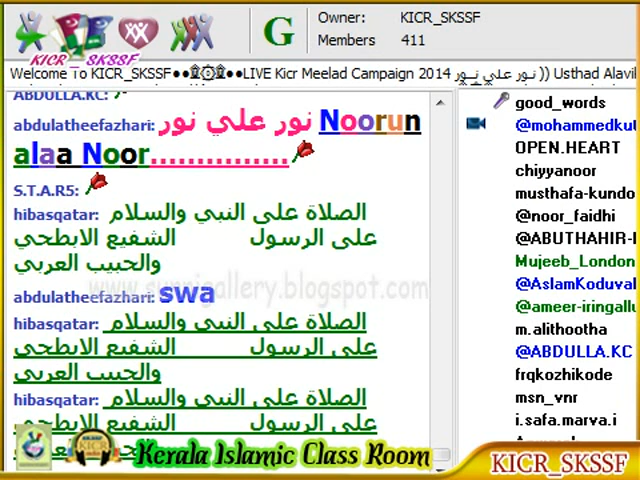 Owner: KICR_SKSSF
G
Members 411
KICR_SKSSF
Welcome To KICR_SKSSF●●۩۞۩●●LIVE Kicr Meelad Campaign 2014 نـور علي نـور )) Usthad Alavil
ABDULLA.KC:
abdulatheefazhari: نور علي نور Noorun
alaa Noor...............
S.T.A.R5:
hibasqatar: الصلاة على النبي والسلام
على الرسول الشفيع الابطحي
والحبيب العربي
www.sunnigallery.blogspot.com
abdulatheefazhari: swa
hibasqatar: الصلاة على النبي والسلام
على الرسول الشفيع الابطحي
والحبيب العربي
hibasqatar: الصلاة على النبي والسلام
على الرسول الشفيع الابطحي
good_words
@mohammedkut
OPEN.HEART
chiyyanoor
musthafa-kundo
@noor_faidhi
@ABUTHAHIR-
Mujeeb_London
@AslamKoduval
@ameer-iringallu
m.alithootha
@ABDULLA.KC
frqkozhikode
msn_vnr
i.safa.marva.i
KICR
Kerala Islamic Class Room
KICR_SKSSF